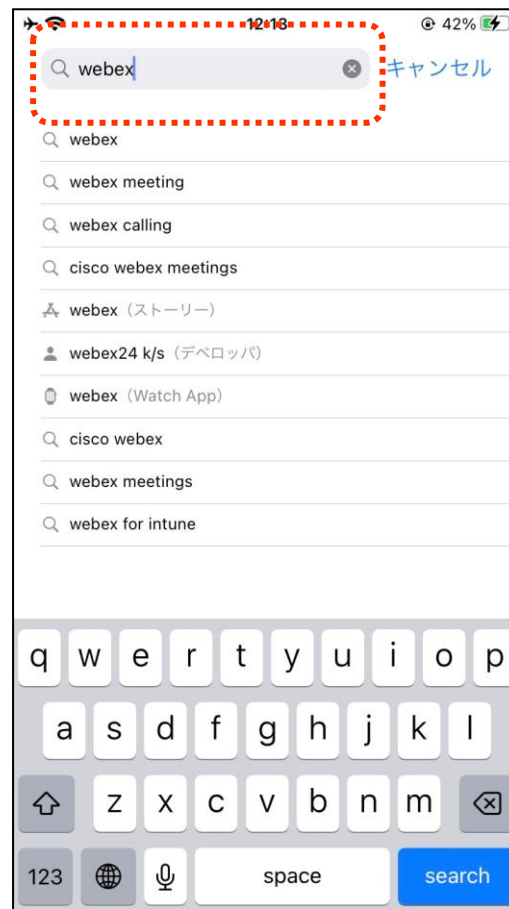 12:13 42%
webex キャンセル
webex
webex meeting
webex calling
cisco webex meetings
webex（ストーリー）
webex24 k/s（デベロッパ）
webex（Watch App）
cisco webex
webex meetings
webex for intune
q w e r t y u i o p
a s d f g h j k l
z x c v b n m
123 space search